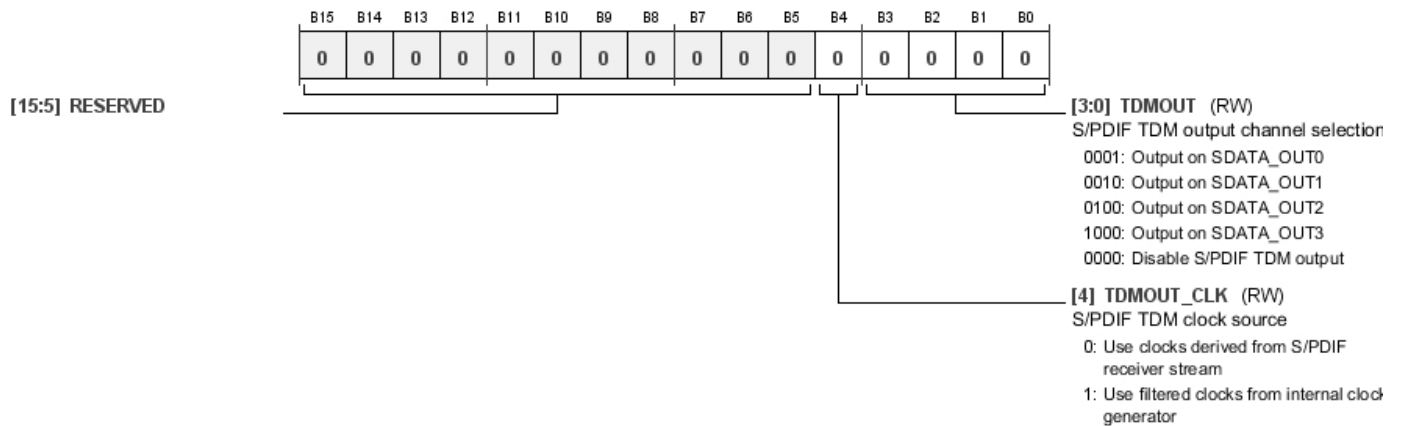 B15 B14 B13 B12 B11 B10 B9 B8 B7 B6 B5 B4 B3 B2 B1 B0
0 0 0 0 0 0 0 0 0 0 0 0 0 0 0 0
[15:5] RESERVED
[3:0] TDMOUT (RW)
S/PDIF TDM output channel selection
0001: Output on SDATA_OUT0
0010: Output on SDATA_OUT1
0100: Output on SDATA_OUT2
1000: Output on SDATA_OUT3
0000: Disable S/PDIF TDM output
[4] TDMOUT_CLK (RW)
S/PDIF TDM clock source
0: Use clocks derived from S/PDIF
receiver stream
1: Use filtered clocks from internal clock
generator